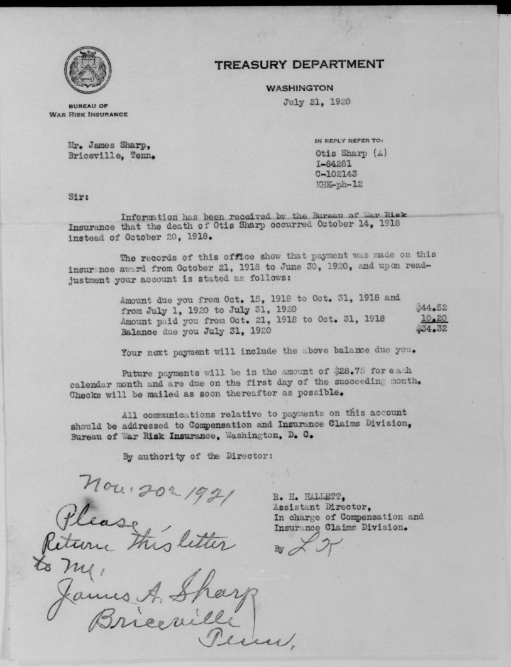 TREASURY DEPARTMENT
WASHINGTON
July 21, 1920
BUREAU OF
WAR RISK INSURANCE
Mr. James Sharp,
Briceville, Tenn.
IN REPLY REFER TO:
Otis Sharp (A)
I-84281
C-102143
MHK-ph-12
Sir:
Information has been received by the Bureau of War Risk
Insurance that the death of Otis Sharp occurred October 14, 1918
instead of October 20, 1918.
The records of this office show that payment was made on this
insurance award from October 21, 1918 to June 30, 1920, and upon read-
justment your account is stated as follows:
Amount due you from Oct. 15, 1918 to Oct. 31, 1918 and
from July 1, 1920 to July 31, 1920 $44.52
Amount paid you from Oct. 21, 1918 to Oct. 31, 1918 10.20
Balance due you July 31, 1920 $34.32
Your next payment will include the above balance due you.
Future payments will be in the amount of $28.75 for each
calendar month and are due on the first day of the succeeding month.
Checks will be mailed as soon thereafter as possible.
All communications relative to payments on this account
should be addressed to Compensation and Insurance Claims Division,
Bureau of War Risk Insurance, Washington, D. C.
By authority of the Director:
R. H. HALLETT,
Assistant Director,
In charge of Compensation and
Insurance Claims Division.
By L K
Nov. 20 1921
Please
Return this letter
to me,
James A. Sharp
Briceville
Tenn.